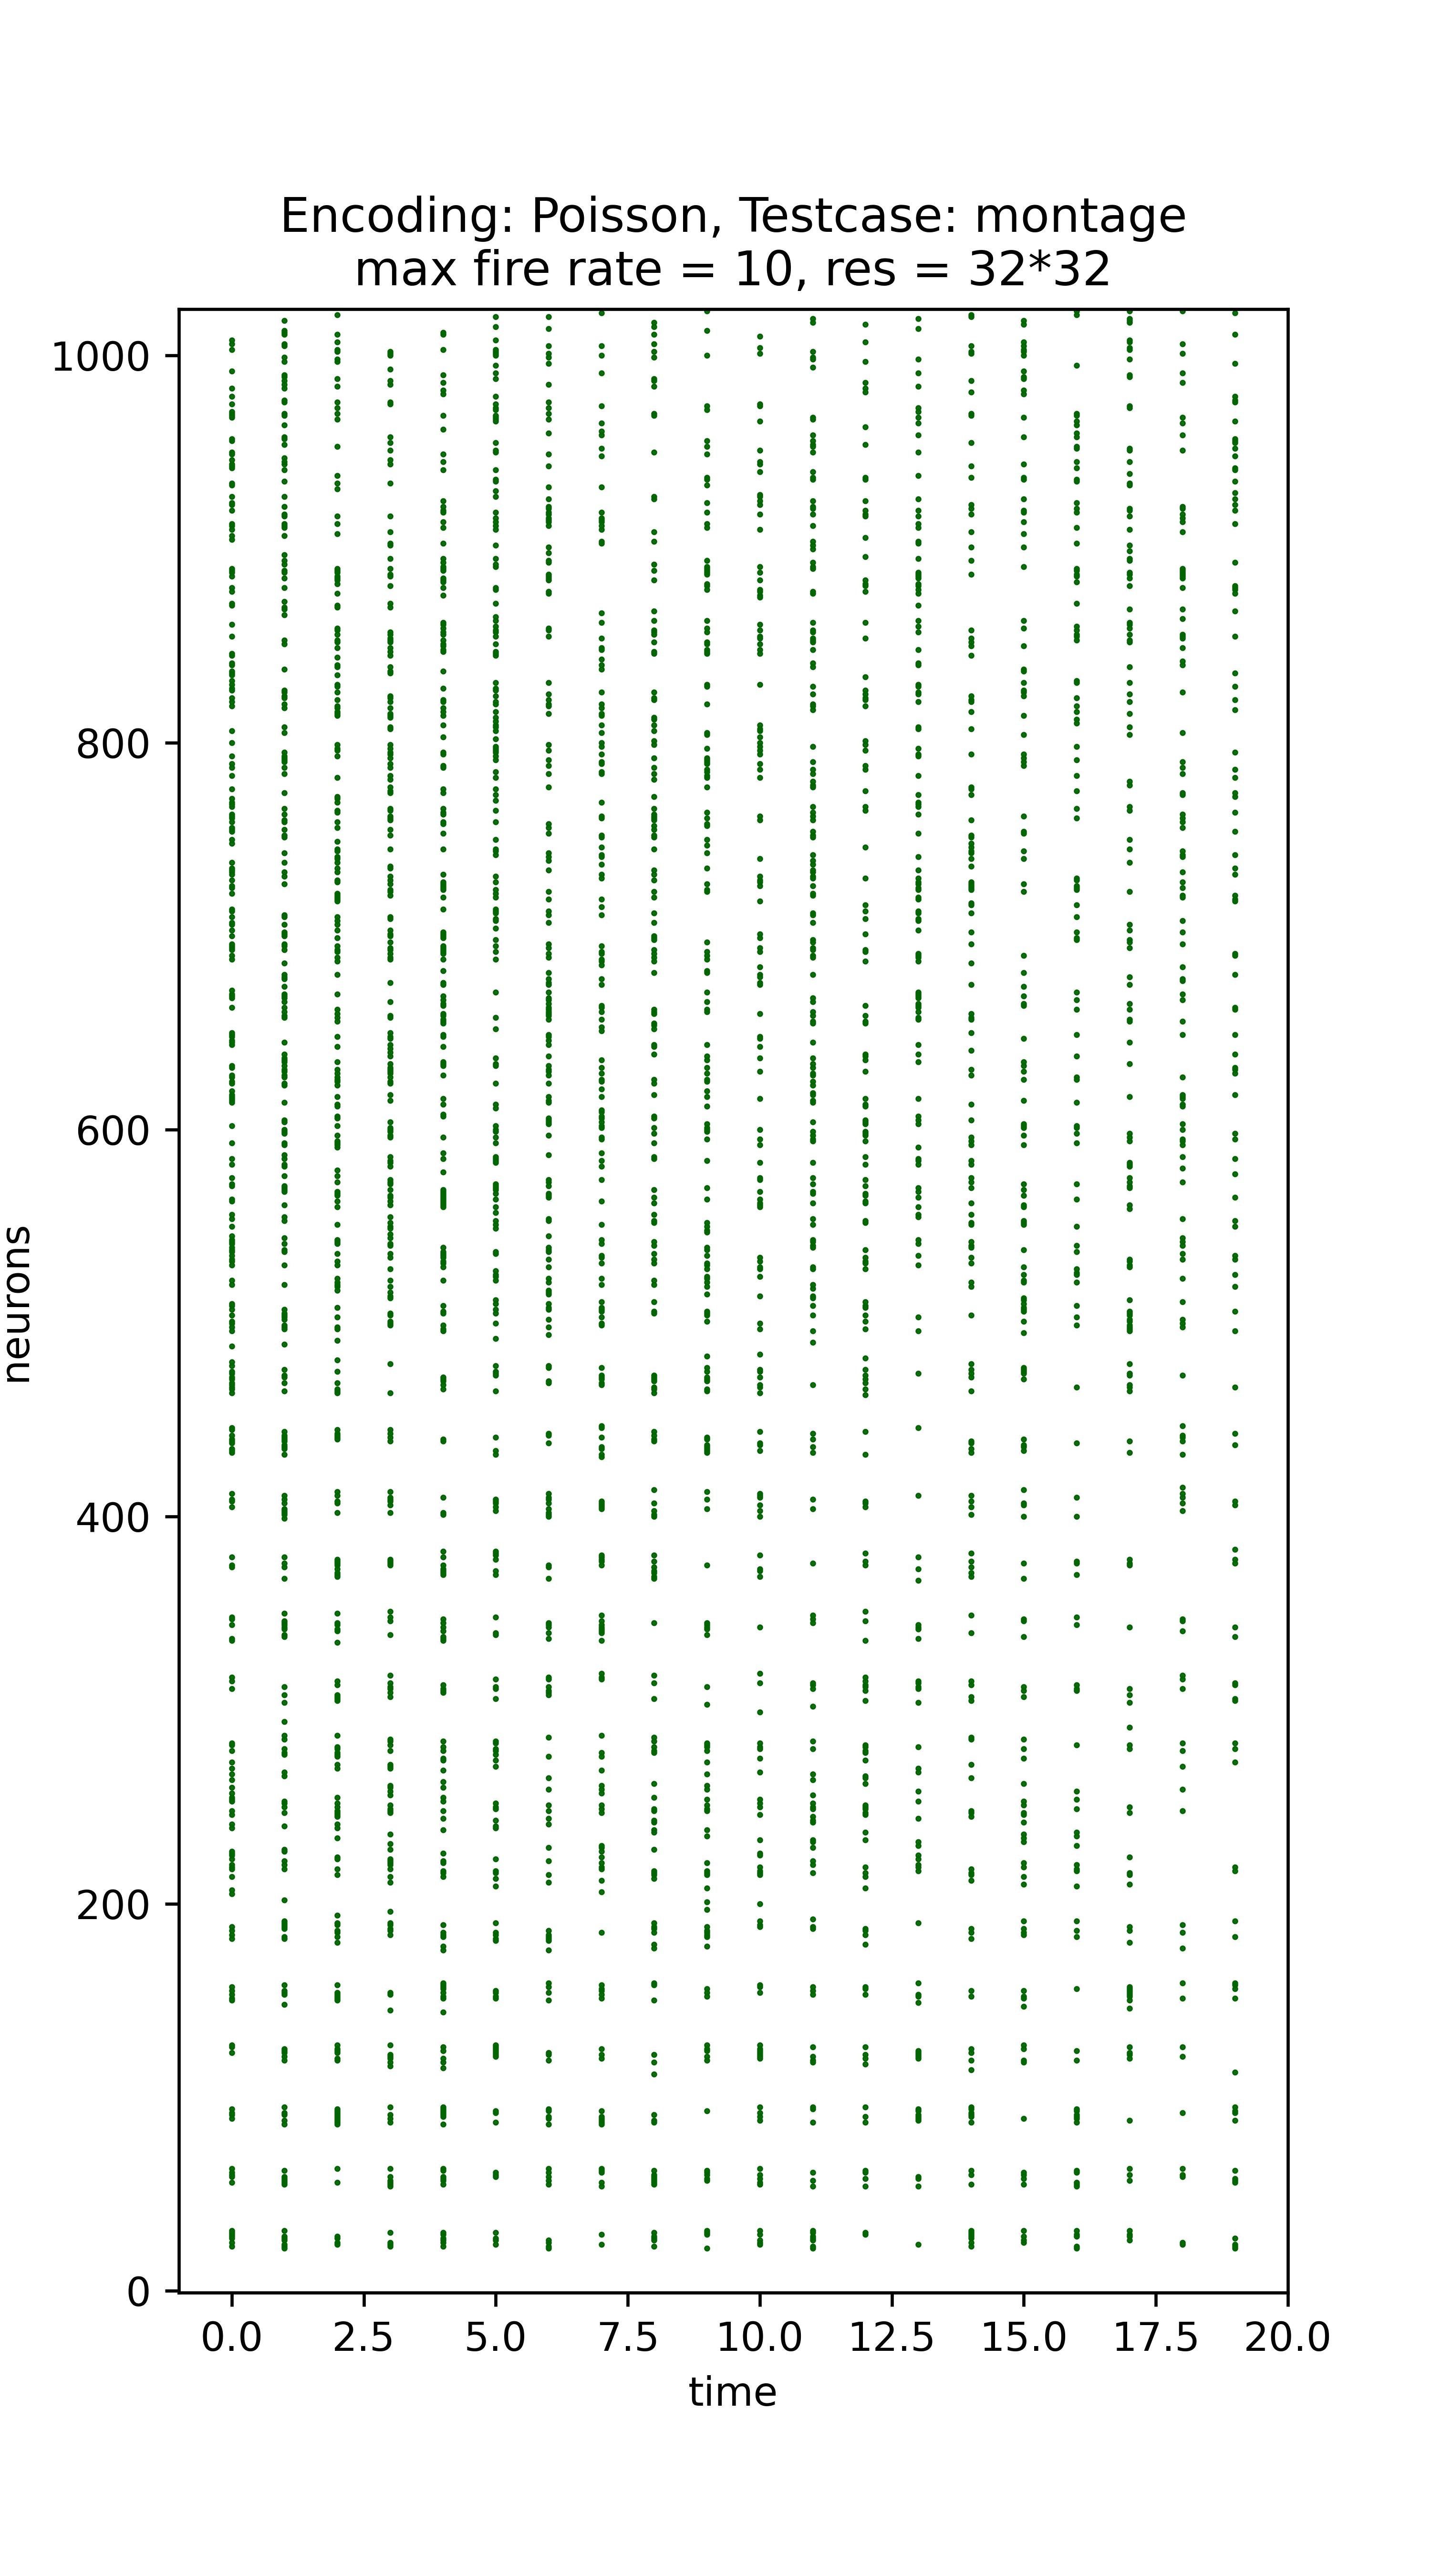 Encoding: Poisson, Testcase: montage
max fire rate = 10, res = 32*32
1000
800
600
400
200
0
neurons
0.0 2.5 5.0 7.5 10.0 12.5 15.0 17.5 20.0
time